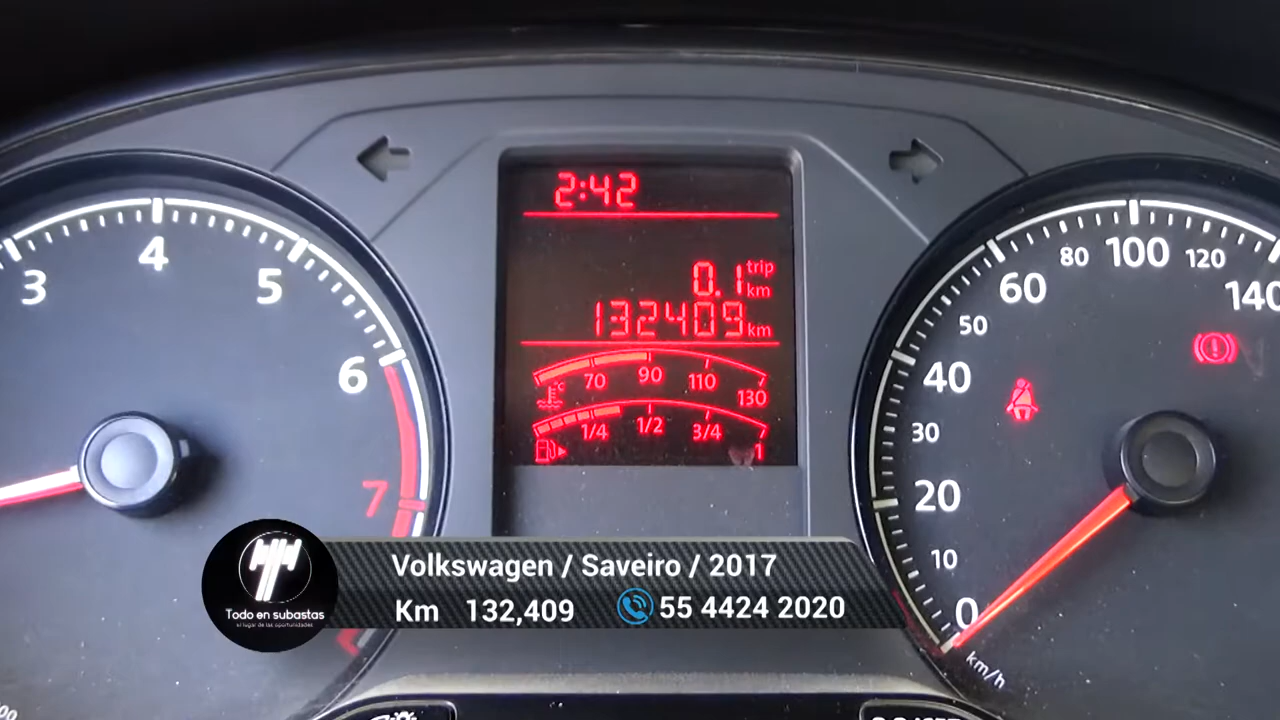 2:42
0.1 trip km
132409 km
70 90 110 130
1/4 1/2 3/4 1
3 4 5 6 7
0 10 20 30 40 50 60 80 100 120 140
km/h
Todo en subastas
el lugar de las oportunidades
Volkswagen / Saveiro / 2017
Km 132,409 55 4424 2020